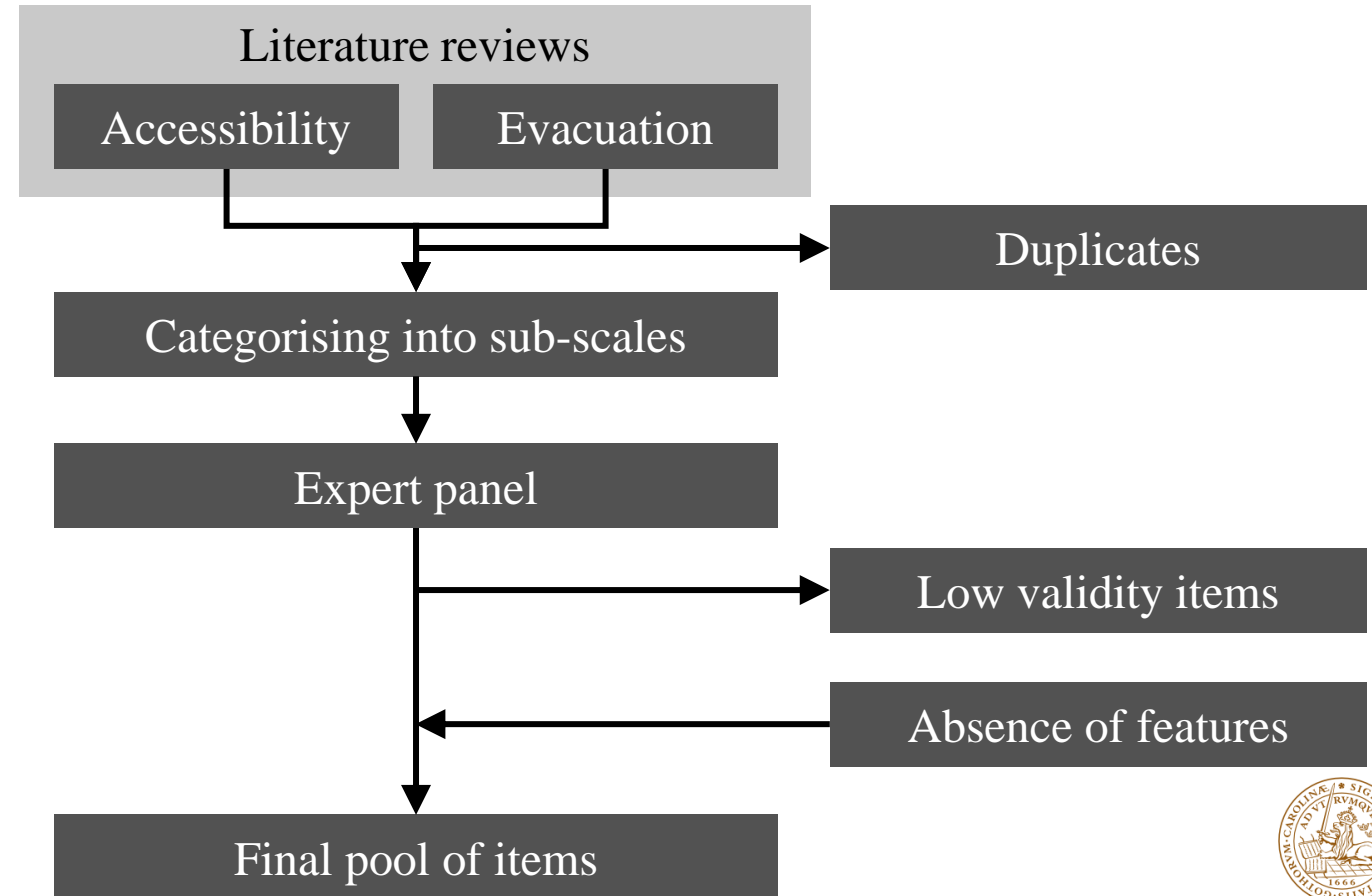 Literature reviews
Accessibility
Evacuation
Duplicates
Categorising into sub-scales
Expert panel
Low validity items
Absence of features
Final pool of items
1666